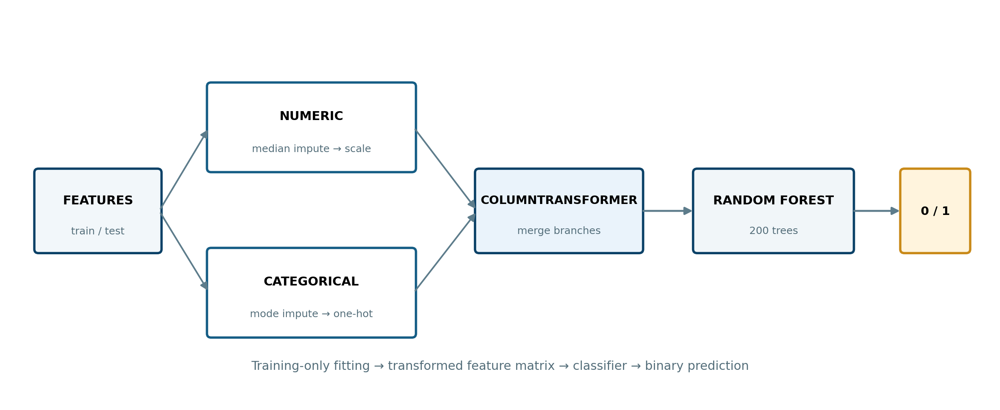 FEATURES
train / test
NUMERIC
median impute → scale
CATEGORICAL
mode impute → one-hot
COLUMNTRANSFORMER
merge branches
RANDOM FOREST
200 trees
0 / 1
Training-only fitting → transformed feature matrix → classifier → binary prediction